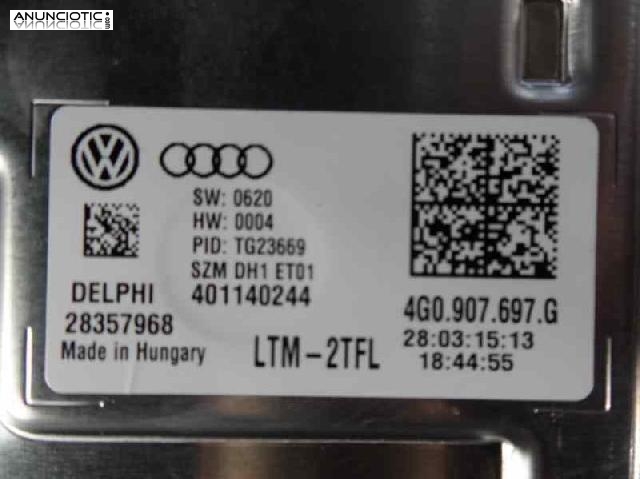 ANUNCIOTIC.com
SW: 0620
HW: 0004
PID: TG23669
SZM DH1 ET01
DELPHI 401140244
28357968
Made in Hungary
LTM-2TFL
4G0.907.697.G
28:03:15:13
18:44:55